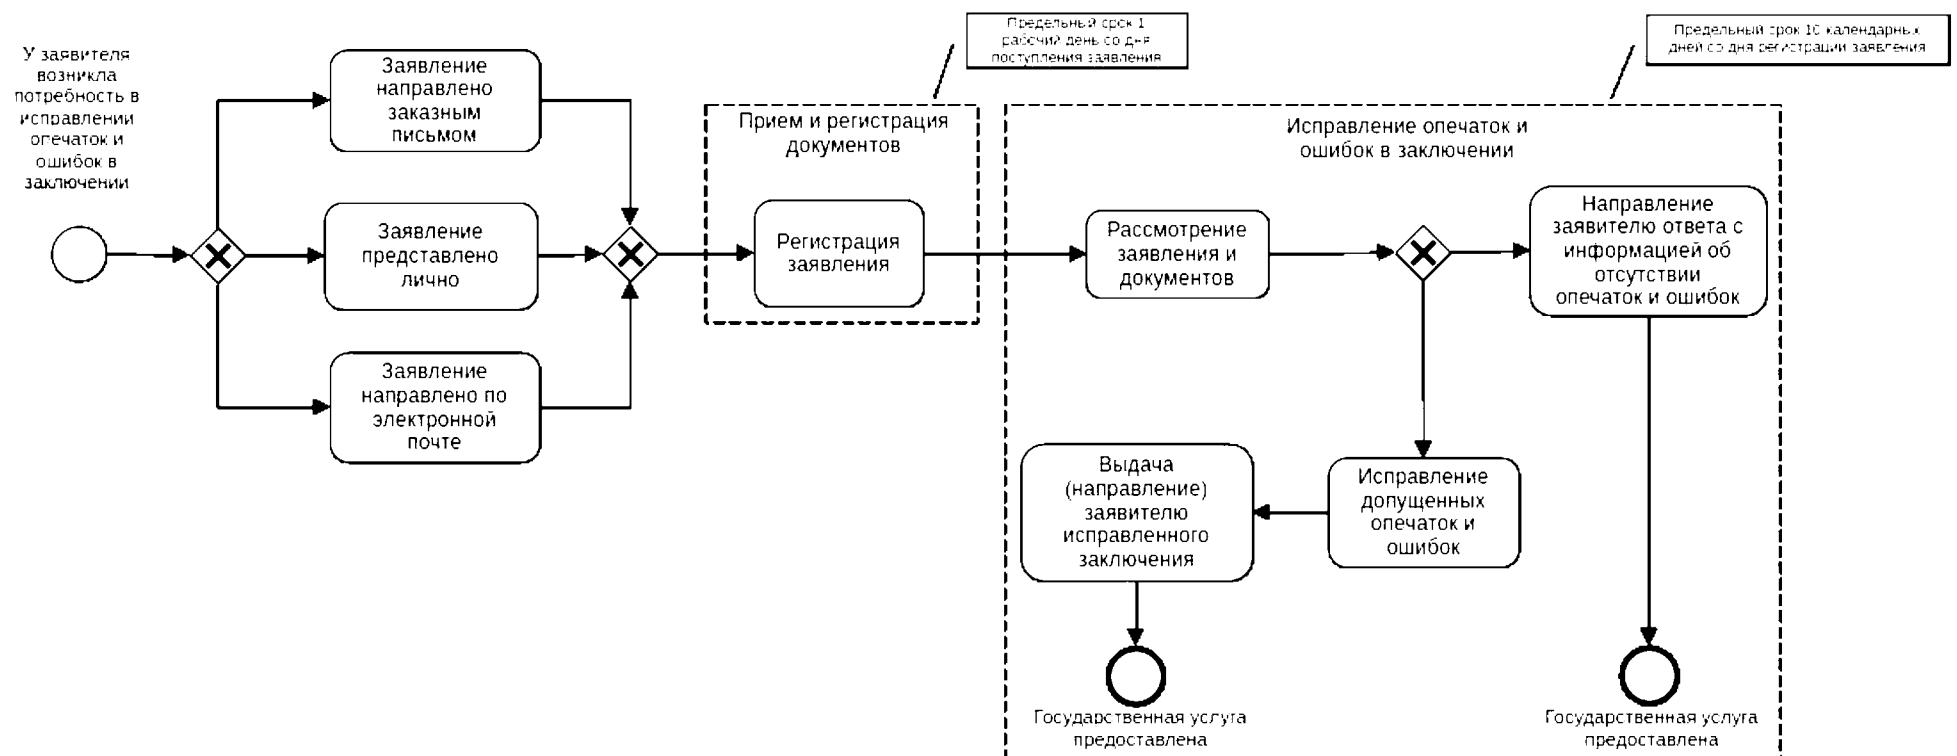 У заявителя
возникла
потребность в
исправлении
опечаток и
ошибок в
заключении
Заявление
направлено
заказным
письмом
Заявление
представлено
лично
Заявление
направлено по
электронной
почте
Предельный срок 1
рабочий день со дня
поступления заявления
Прием и регистрация
документов
Регистрация
заявления
Предельный срок 10 календарных
дней со дня регистрации заявления
Исправление опечаток и
ошибок в заключении
Рассмотрение
заявления и
документов
Направление
заявителю ответа с
информацией об
отсутствии
опечаток и ошибок
Исправление
допущенных
опечаток и
ошибок
Выдача
(направление)
заявителю
исправленного
заключения
Государственная услуга
предоставлена
Государственная услуга
предоставлена